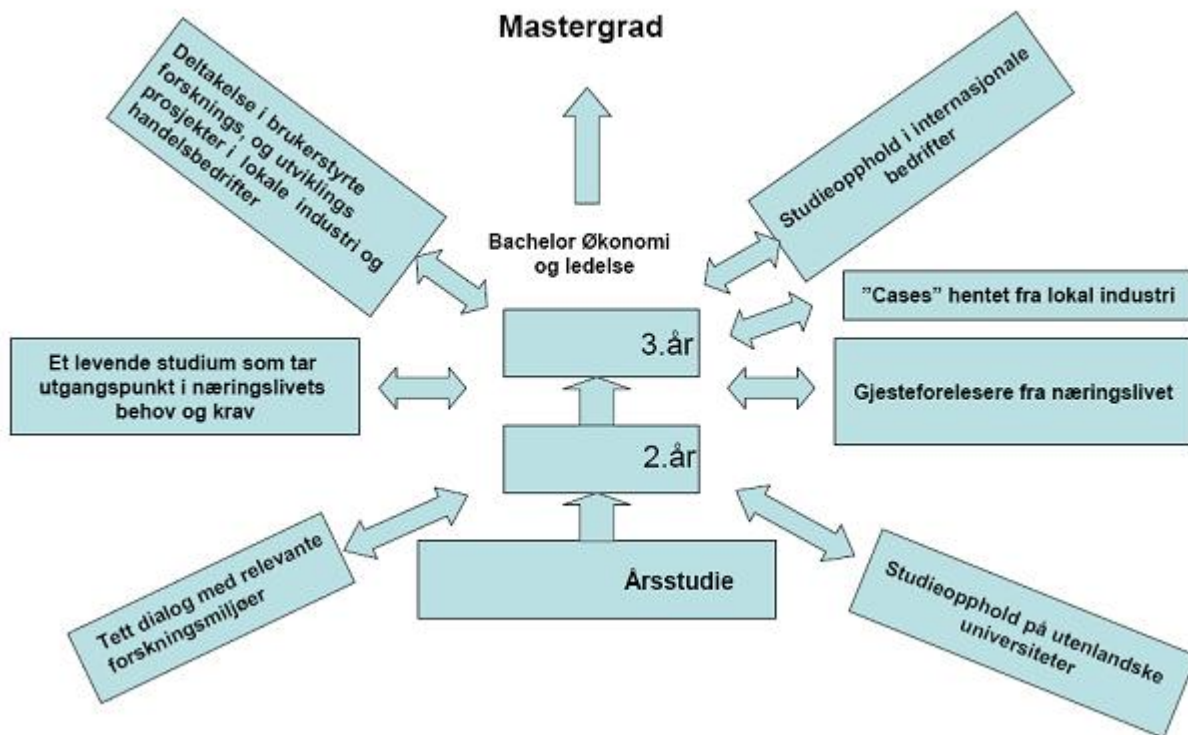 Mastergrad
Deltakelse i brukerstyrte
forsknings, og utviklings
prosjekter i lokale industri og
handelsbedrifter
Studieopphold i internasjonale
bedrifter
Bachelor Økonomi
og ledelse
"Cases" hentet fra lokal industri
3.år
Et levende studium som tar
utgangspunkt i næringslivets
behov og krav
Gjesteforelesere fra næringslivet
2.år
Tett dialog med relevante
forskningsmiljøer
Årsstudie
Studieopphold på utenlandske
universiteter